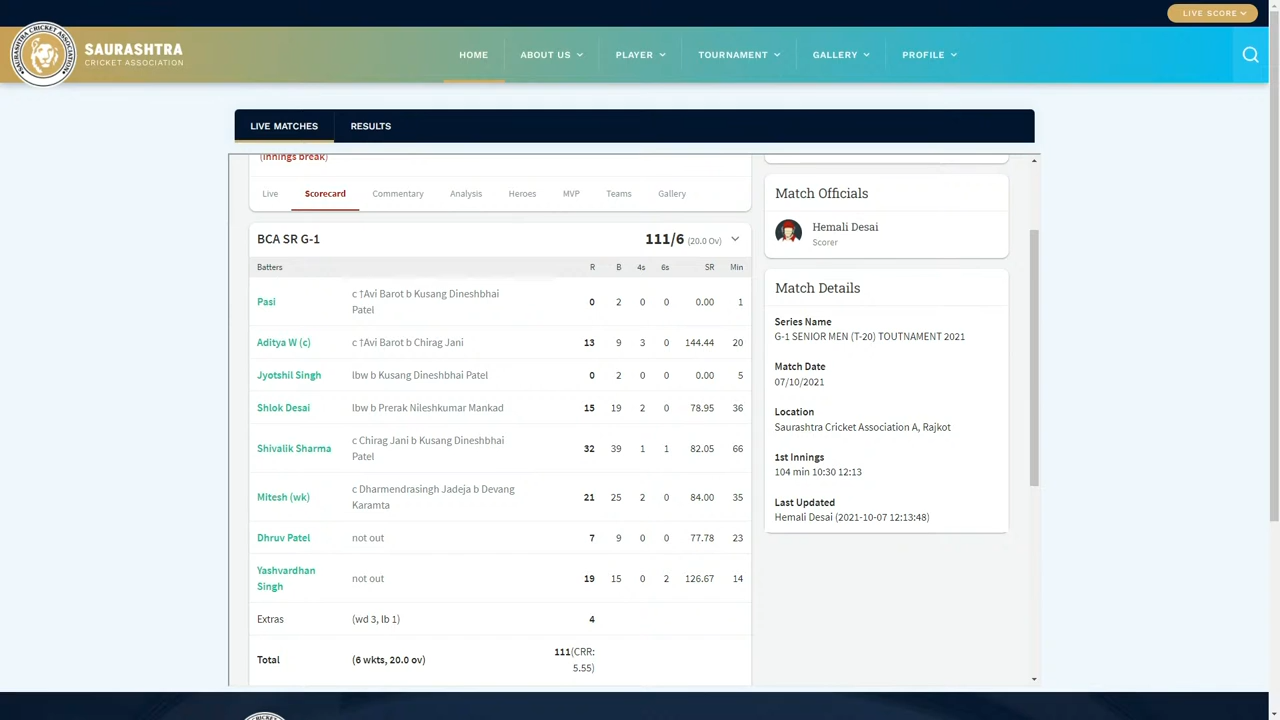 LIVE SCORE
SAURASHTRA
CRICKET ASSOCIATION
HOME ABOUT US PLAYER TOURNAMENT GALLERY PROFILE
LIVE MATCHES RESULTS
(Innings break)
Live Scorecard Commentary Analysis Heroes MVP Teams Gallery
BCA SR G-1 111/6 (20.0 Ov)
Batters R B 4s 6s SR Min
Pasi c †Avi Barot b Kusang Dineshbhai Patel 0 2 0 0 0.00 1
Aditya W (c) c †Avi Barot b Chirag Jani 13 9 3 0 144.44 20
Jyotshil Singh lbw b Kusang Dineshbhai Patel 0 2 0 0 0.00 5
Shlok Desai lbw b Prerak Nileshkumar Mankad 15 19 2 0 78.95 36
Shivalik Sharma c Chirag Jani b Kusang Dineshbhai Patel 32 39 1 1 82.05 66
Mitesh (wk) c Dharmendrasingh Jadeja b Devang Karamta 21 25 2 0 84.00 35
Dhruv Patel not out 7 9 0 0 77.78 23
Yashvardhan Singh not out 19 15 0 2 126.67 14
Extras (wd 3, lb 1) 4
Total (6 wkts, 20.0 ov) 111(CRR: 5.55)
Match Officials
Hemali Desai
Scorer
Match Details
Series Name
G-1 SENIOR MEN (T-20) TOUTNAMENT 2021
Match Date
07/10/2021
Location
Saurashtra Cricket Association A, Rajkot
1st Innings
104 min 10:30 12:13
Last Updated
Hemali Desai (2021-10-07 12:13:48)